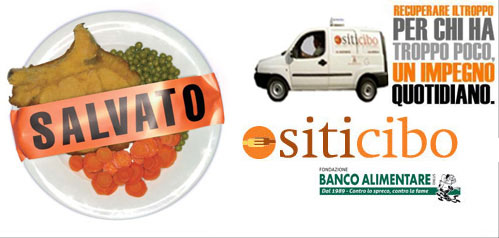 SALVATO
RECUPERARE IL TROPPO
PER CHI HA
TROPPO POCO,
UN IMPEGNO
QUOTIDIANO.
siticibo
siticibo
FONDAZIONE
BANCO ALIMENTARE
Dal 1989 - Contro lo spreco, contro la fame